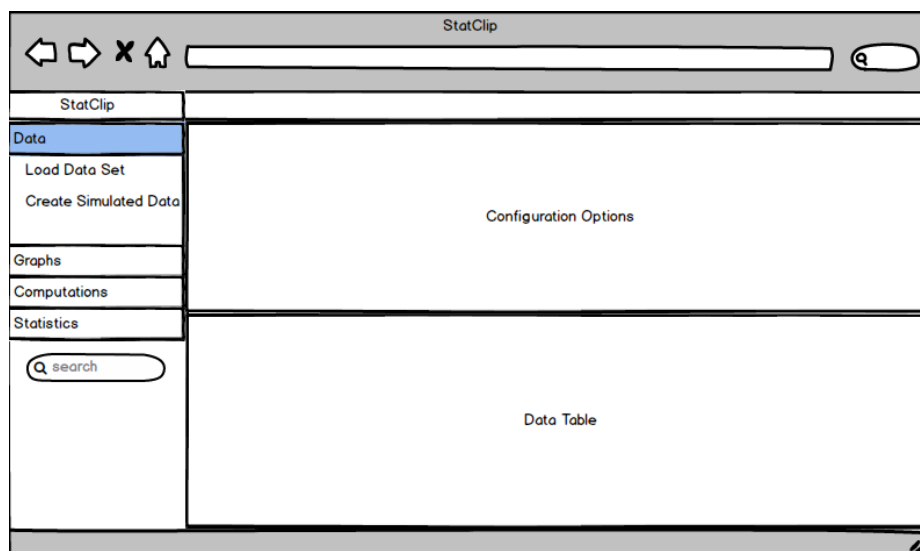 StatClip
StatClip
Data
Load Data Set
Create Simulated Data
Graphs
Computations
Statistics
search
Configuration Options
Data Table